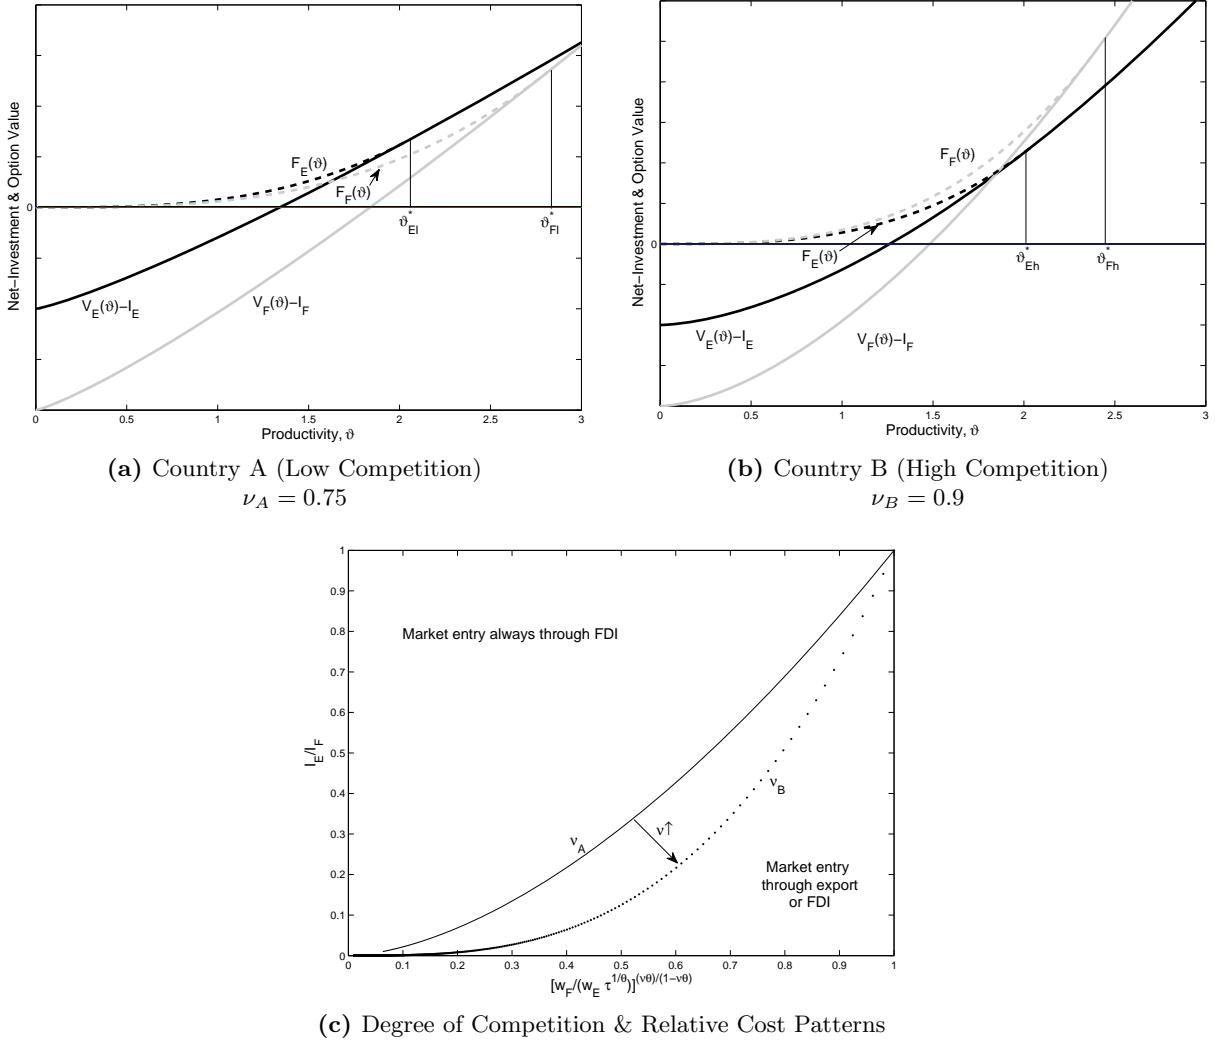 Net−Investment & Option Value
F_E(ϑ)
F_F(ϑ)
0
ϑ*_El
ϑ*_Fl
V_E(ϑ)−I_E
V_F(ϑ)−I_F
0 0.5 1 1.5 2 2.5 3
Productivity, ϑ
(a) Country A (Low Competition)
ν_A = 0.75
Net−Investment & Option Value
F_F(ϑ)
0
F_E(ϑ)
ϑ*_Eh
ϑ*_Fh
V_E(ϑ)−I_E
V_F(ϑ)−I_F
0 0.5 1 1.5 2 2.5 3
Productivity, ϑ
(b) Country B (High Competition)
ν_B = 0.9
1
0.9
0.8
0.7
0.6
0.5
0.4
0.3
0.2
0.1
0
I_E/I_F
Market entry always through FDI
ν_A
ν↑
ν_B
Market entry
through export
or FDI
0 0.1 0.2 0.3 0.4 0.5 0.6 0.7 0.8 0.9 1
[w_F/(w_E τ^{1/θ})]^{(νθ)/(1−νθ)}
(c) Degree of Competition & Relative Cost Patterns